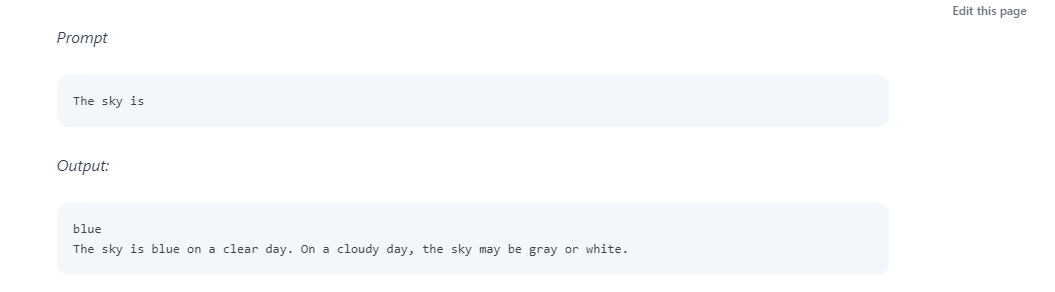 Edit this page
Prompt
The sky is
Output:
blue
The sky is blue on a clear day. On a cloudy day, the sky may be gray or white.